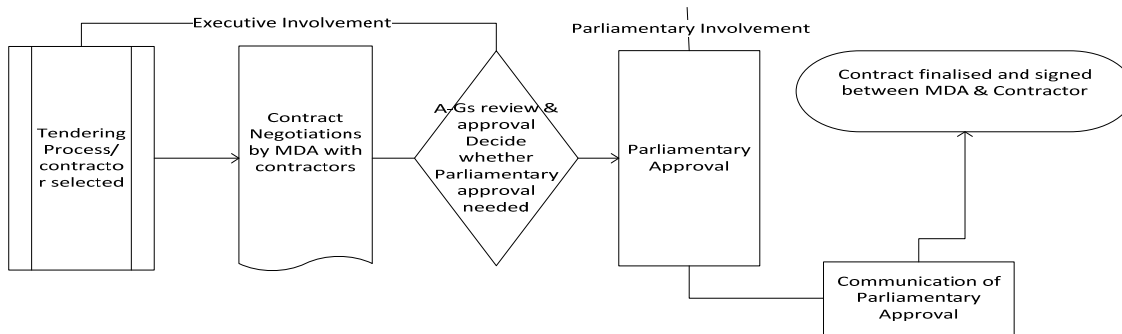 Executive Involvement
Parliamentary Involvement
Tendering
Process/
contracto
r selected
Contract
Negotiations
by MDA with
contractors
A-Gs review &
approval
Decide
whether
Parliamentary
approval
needed
Parliamentary
Approval
Contract finalised and signed
between MDA & Contractor
Communication of
Parliamentary
Approval